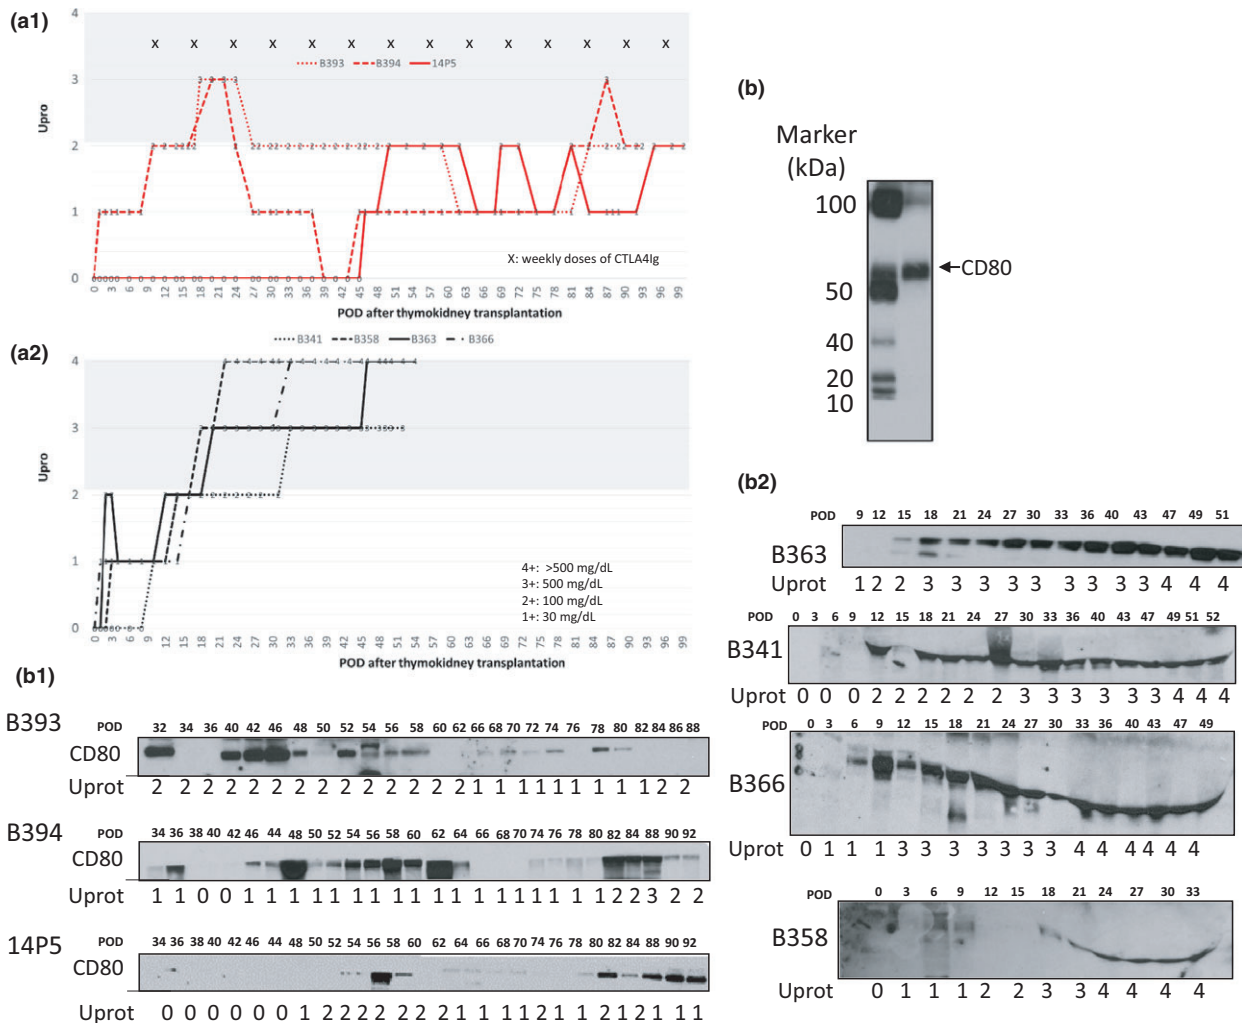 (a1)
4
3
2
1
0
Upro
X X X X X X X X X X X X X X
B393 B394 14P5
X: weekly doses of CTLA4Ig
0 3 6 9 12 15 18 21 24 27 30 33 36 39 42 45 48 51 54 57 60 63 66 69 72 75 78 81 84 87 90 93 96 99
POD after thymokidney transplantation
(a2)
B341 B358 B363 B366
4
3
2
1
0
Upro
4+: >500 mg/dL
3+: 500 mg/dL
2+: 100 mg/dL
1+: 30 mg/dL
POD after thymokidney transplantation
(b)
Marker
(kDa)
100
CD80
50
40
20
10
(b1)
B393
POD 32 34 36 40 42 46 48 50 52 54 56 58 60 62 66 68 70 72 74 76 78 80 82 84 86 88
CD80
Uprot 2 2 2 2 2 2 2 2 2 2 2 2 2 2 1 1 1 1 1 1 1 1 1 2 2 2
B394
POD 34 36 38 40 42 46 44 48 50 52 54 56 58 60 62 64 66 68 70 74 76 78 80 82 84 88 90 92
CD80
Uprot 1 1 0 0 1 1 1 1 1 1 1 1 1 1 1 1 1 1 1 1 1 1 2 2 3 2 2
14P5
POD 34 36 38 40 42 46 44 48 50 52 56 58 60 62 64 66 68 70 74 76 78 80 82 84 88 90 92
CD80
Uprot 0 0 0 0 0 0 1 2 2 2 2 2 2 1 1 1 1 2 1 1 2 1 2 1 1 1
(b2)
POD 9 12 15 18 21 24 27 30 33 36 40 43 47 49 51
B363
Uprot 1 2 2 3 3 3 3 3 3 3 3 3 4 4 4
POD 0 3 6 9 12 15 18 21 22 24 27 30 33 36 40 43 47 49 51 52
B341
Uprot 0 0 0 2 2 2 2 2 2 3 3 3 3 3 3 4 4 4
POD 0 3 6 9 12 15 18 21 24 27 30 33 36 40 43 47 49
B366
Uprot 0 1 1 1 3 3 3 3 3 3 3 4 4 4 4 4 4
POD 0 3 6 9 12 15 18 21 24 27 30 33
B358
Uprot 0 1 1 1 2 2 3 3 4 4 4 4